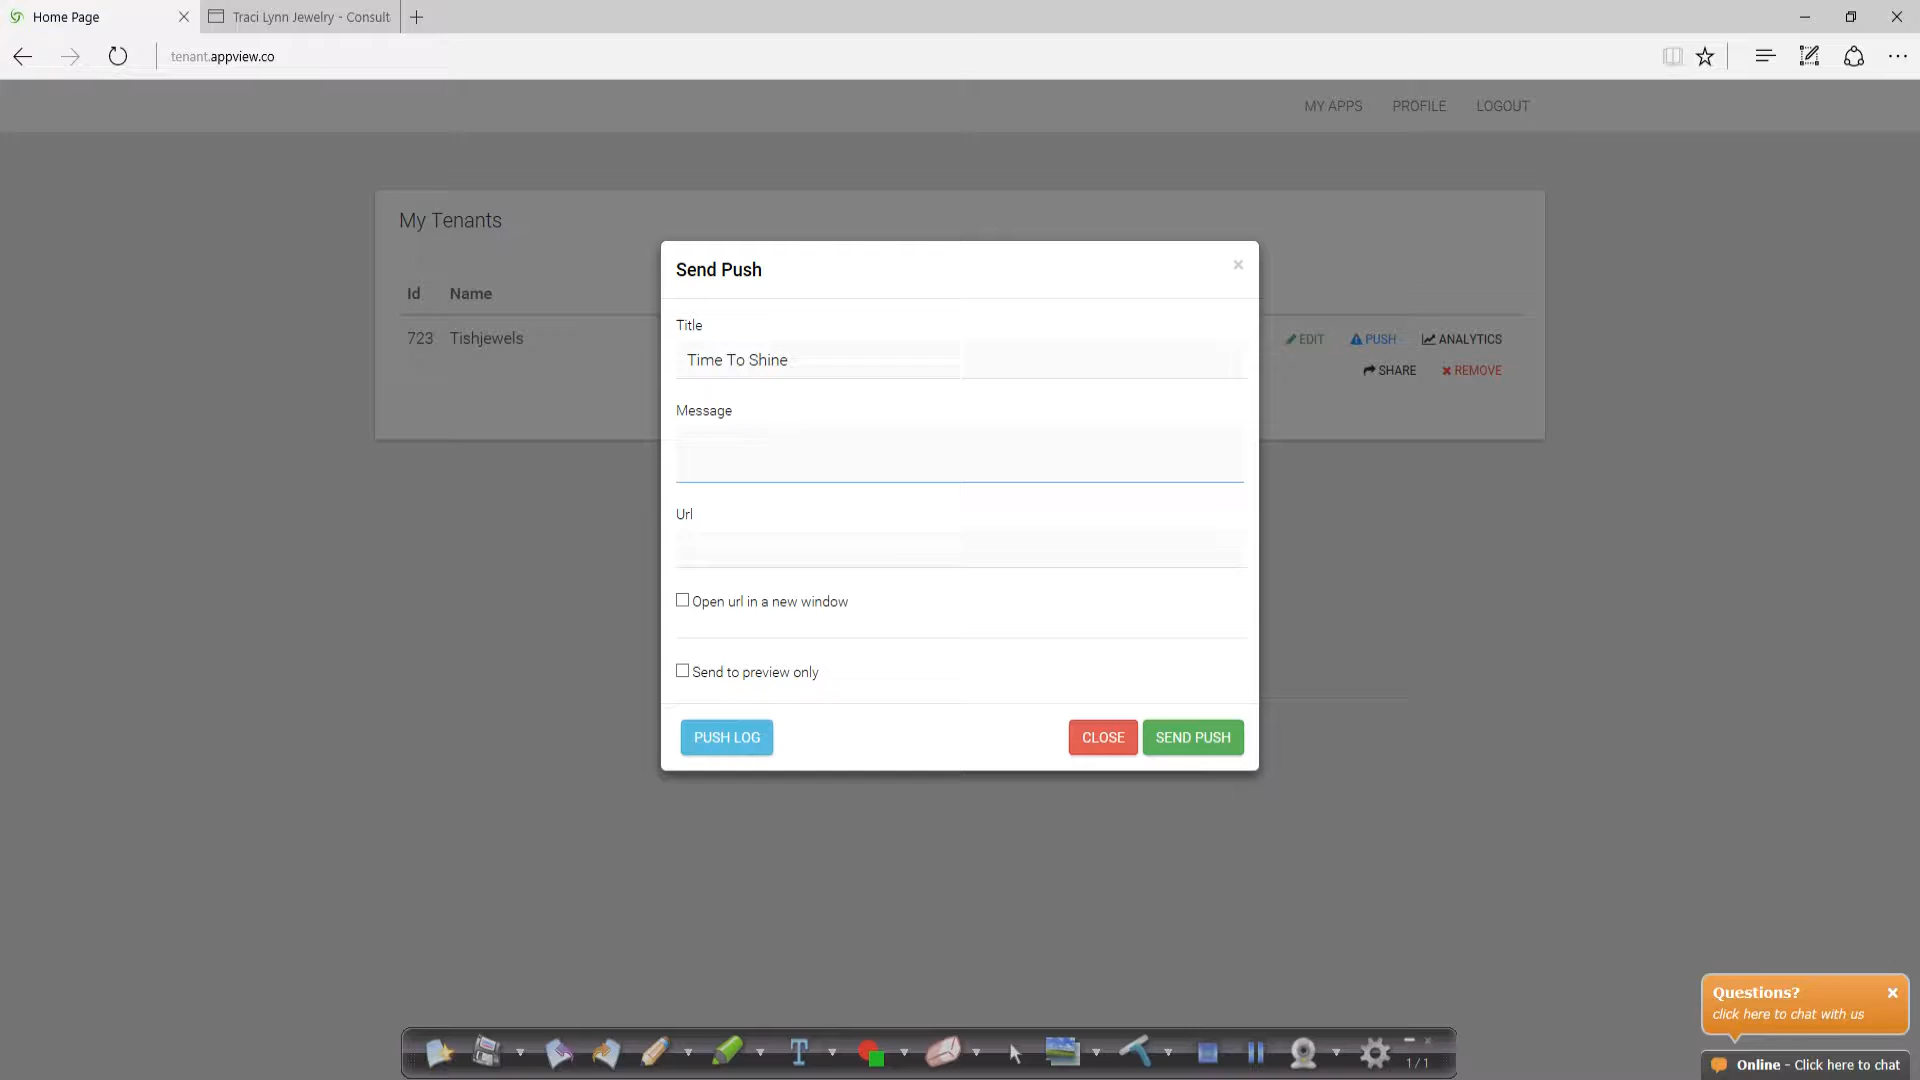 Home Page
Traci Lynn Jewelry - Consult
tenant.appview.co
MY APPS PROFILE LOGOUT
My Tenants
Id Name
723 Tishjewels
EDIT PUSH ANALYTICS
SHARE REMOVE
Send Push
×
Title
Time To Shine
Message
Url
Open url in a new window
Send to preview only
PUSH LOG CLOSE SEND PUSH
Questions?
click here to chat with us
Online - Click here to chat
T
1/1